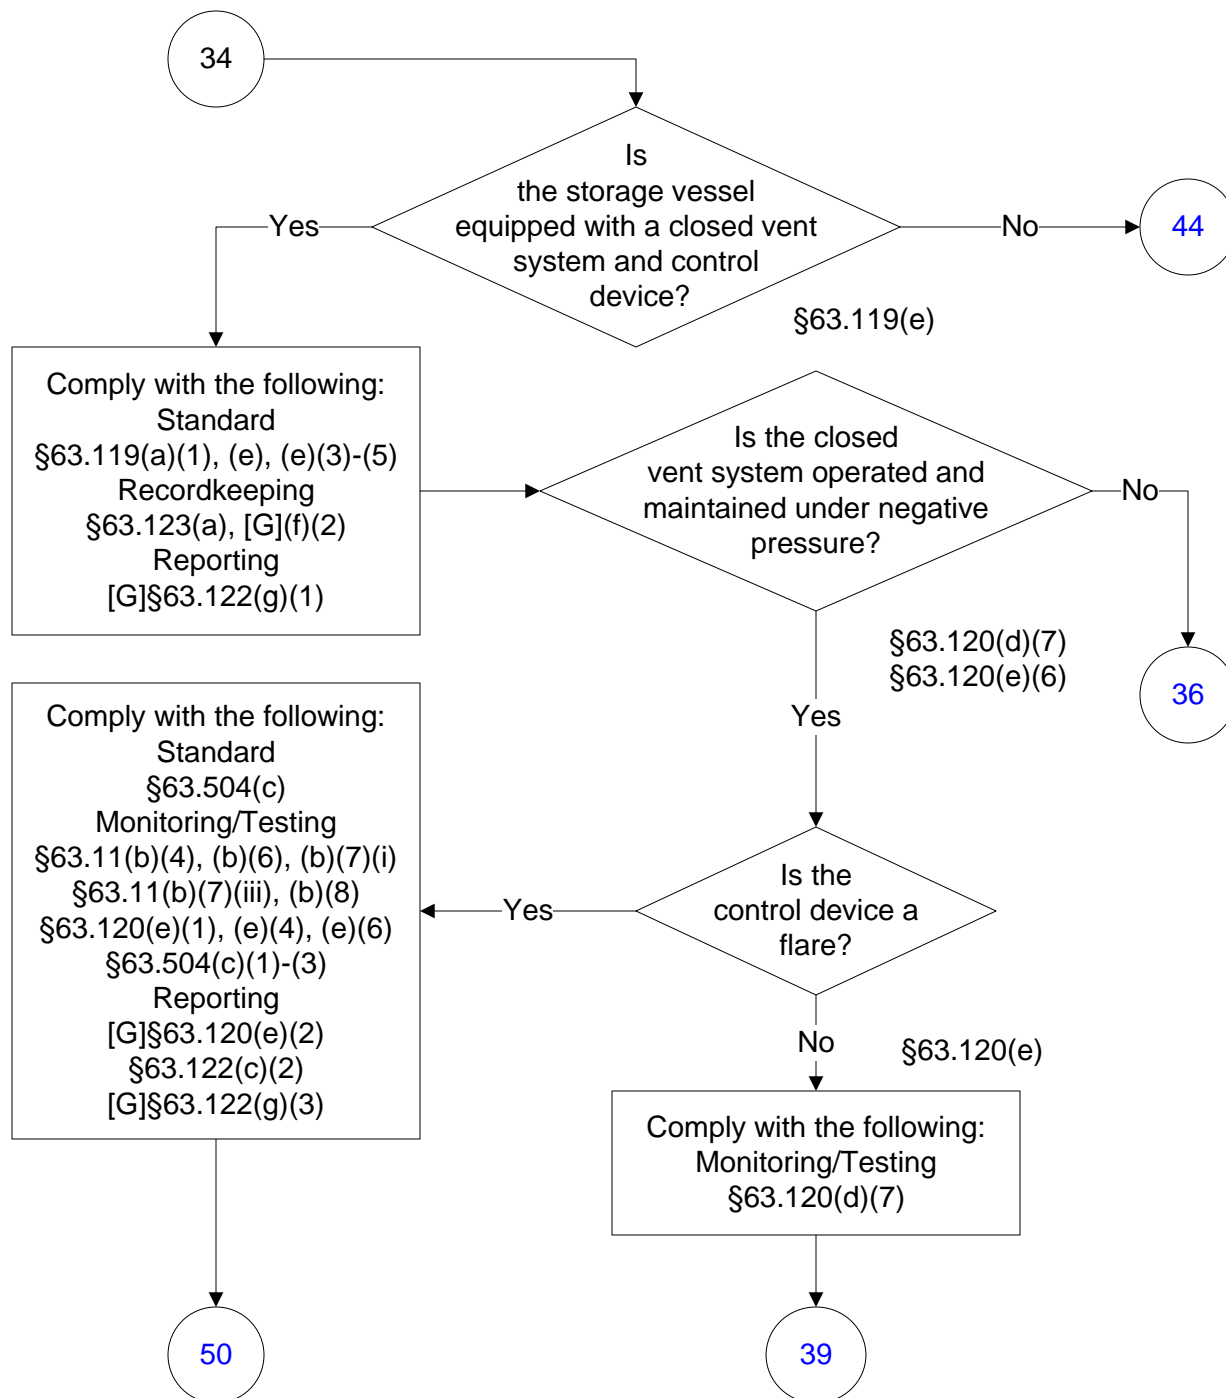 34
Is
the storage vessel
equipped with a closed vent
system and control
device?
Yes
No
44
§63.119(e)
Comply with the following:
Standard
§63.119(a)(1), (e), (e)(3)-(5)
Recordkeeping
§63.123(a), [G](f)(2)
Reporting
[G]§63.122(g)(1)
Is the closed
vent system operated and
maintained under negative
pressure?
No
§63.120(d)(7)
§63.120(e)(6)
36
Yes
Comply with the following:
Standard
§63.504(c)
Monitoring/Testing
§63.11(b)(4), (b)(6), (b)(7)(i)
§63.11(b)(7)(iii), (b)(8)
§63.120(e)(1), (e)(4), (e)(6)
§63.504(c)(1)-(3)
Reporting
[G]§63.120(e)(2)
§63.122(c)(2)
[G]§63.122(g)(3)
Yes
Is the
control device a
flare?
No
§63.120(e)
Comply with the following:
Monitoring/Testing
§63.120(d)(7)
50
39